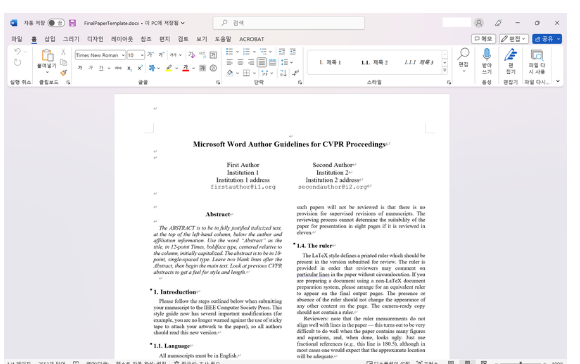 자동 저장
FinalPaperTemplate.docx • 이 PC에 저장됨
검색
파일 홈 삽입 그리기 디자인 레이아웃 참조 편지 검토 보기 도움말 ACROBAT
메모 편집 공유
Times New Roman 10
1. 제목 1 1.1. 제목 2 1.1.1 제목 3
붙여넣기
편집
받아쓰기
편집기
실행 취소 클립보드 글꼴 단락 스타일 음성 편집기
Microsoft Word Author Guidelines for CVPR Proceedings
First Author
Institution 1
Institution 1 address
firstauthor@i1.org
Second Author
Institution 2
Institution 2 address
secondauthor@i2.org
Abstract
The ABSTRACT is to be in fully-justified italicized text,
at the top of the left-hand column, below the author and
affiliation information. Use the word “Abstract” as the
title, in 12-point Times, boldface type, centered relative to
the column, initially capitalized. The abstract is to be in 10-
point, single-spaced type. Leave two blank lines after the
Abstract, then begin the main text. Look at previous CVPR
abstracts to get a feel for style and length.
1. Introduction
Please follow the steps outlined below when submitting
your manuscript to the IEEE Computer Society Press. This
style guide now has several important modifications (for
example, you are no longer warned against the use of sticky
tape to attach your artwork to the paper), so all authors
should read this new version.
1.1. Language
All manuscripts must be in English.
such papers will not be reviewed is that there is no
provision for supervised revisions of manuscripts. The
reviewing process cannot determine the suitability of the
paper for presentation in eight pages if it is reviewed in
eleven.
1.4. The ruler
The LaTeX style defines a printed ruler which should be
present in the version submitted for review. The ruler is
provided in order that reviewers may comment on
particular lines in the paper without circumlocution. If you
are preparing a document using a non-LaTeX document
preparation system, please arrange for an equivalent ruler
to appear on the final output pages. The presence or
absence of the ruler should not change the appearance of
any other content on the page. The camera-ready copy
should not contain a ruler.
Reviewers: note that the ruler measurements do not
align well with lines in the paper — this turns out to be very
difficult to do when the paper contains many figures
and equations, and, when done, looks ugly. Just use
fractional references (e.g., this line is 100.5), although in
most cases one would expect that the approximate location
will be adequate.